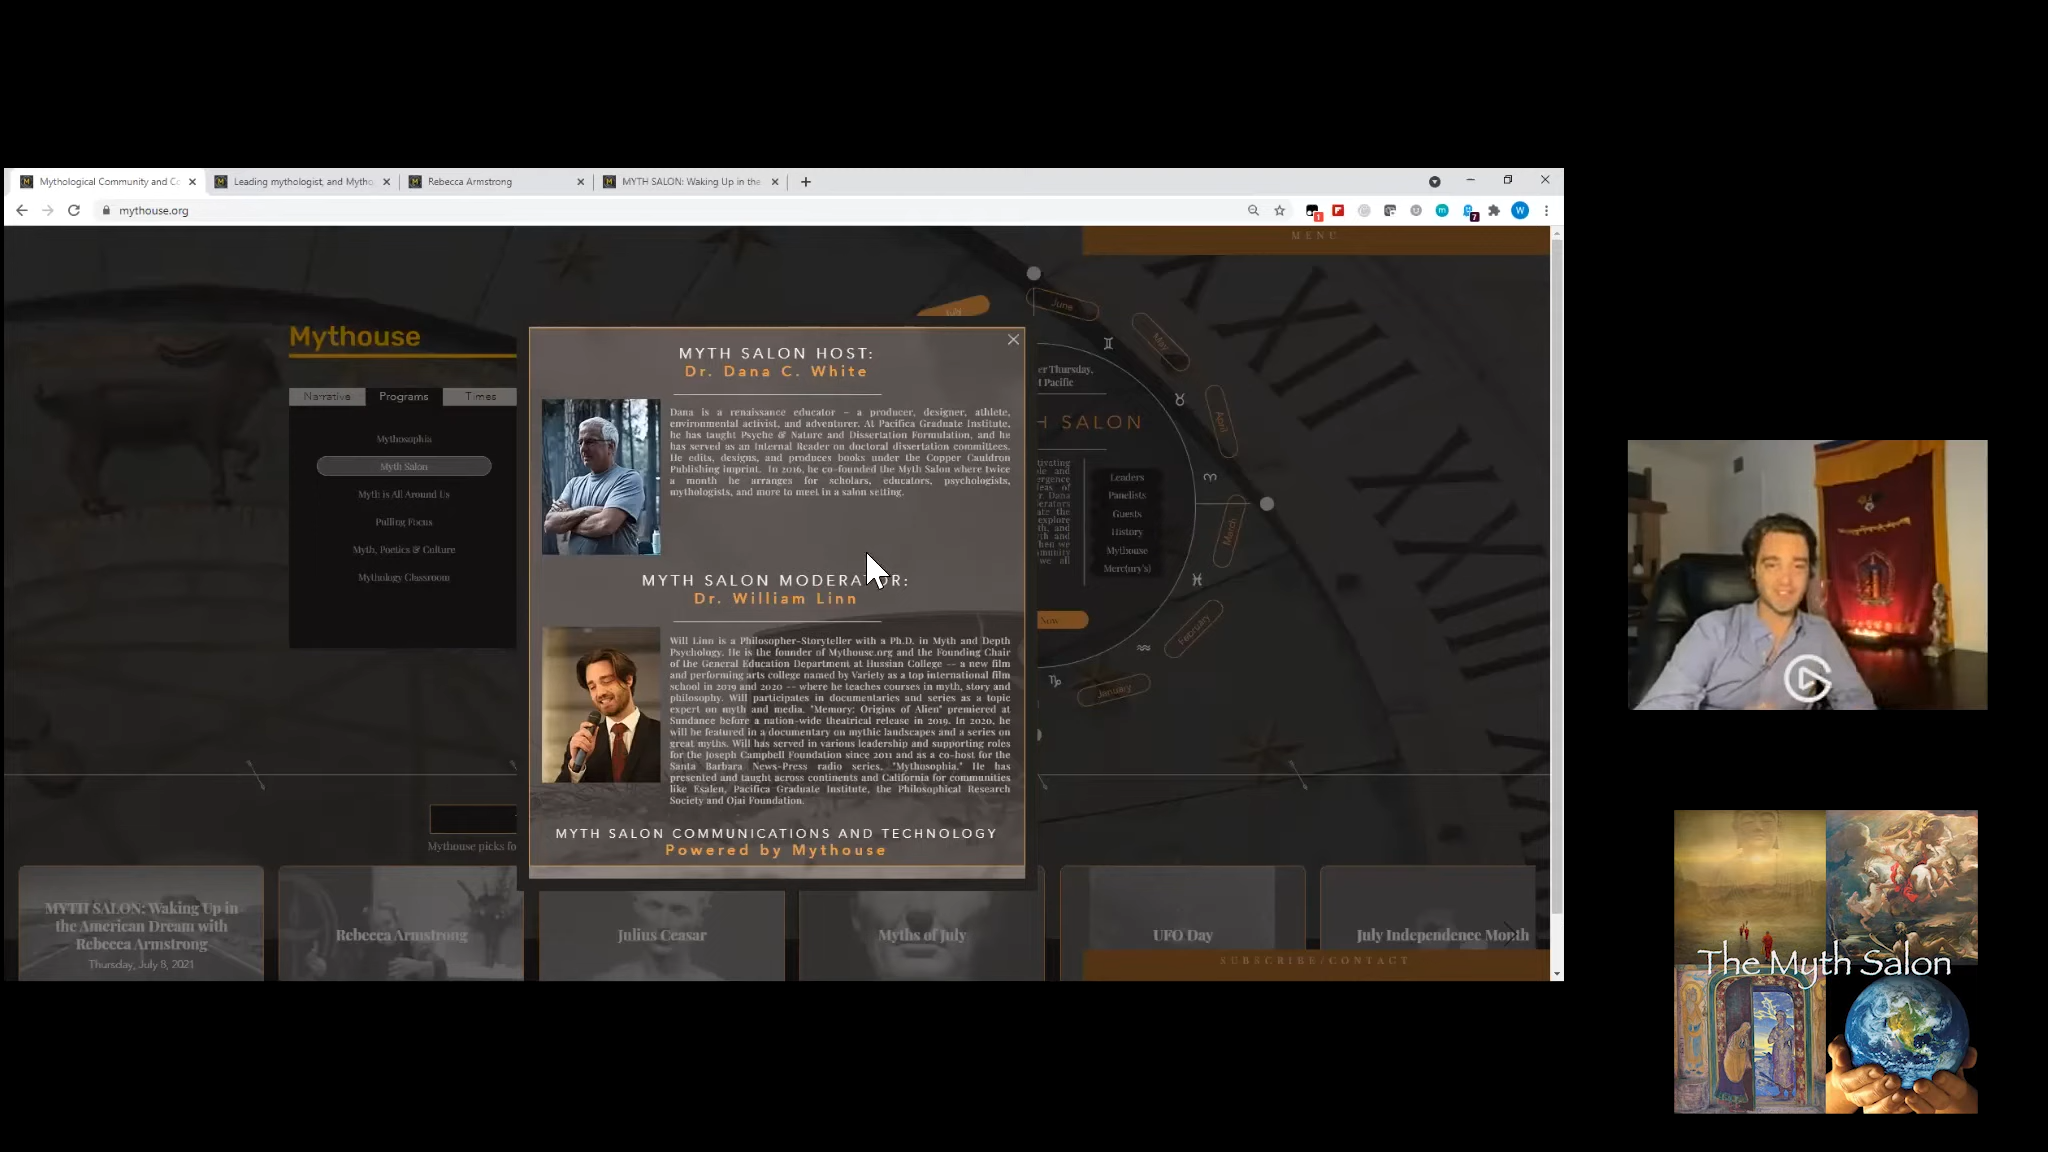 Mythological Community and Co
Leading mythologist, and Mytho
Rebecca Armstrong
MYTH SALON: Waking Up in the
mythouse.org
1
7
W
MENU
Mythouse
Narrative
Programs
Times
Mythosophia
Myth Salon
Myth is All Around Us
Pulling Focus
Myth, Poetics & Culture
Mythology Classroom
MYTH SALON HOST:
Dr. Dana C. White
Dana is a renaissance educator – a producer, designer, athlete,
environmental activist, and adventurer. At Pacifica Graduate Institute,
he has taught Psyche & Nature and Dissertation Formulation, and he
has served as an Internal Reader on doctoral dissertation committees.
He edits, designs, and produces books under the Copper Cauldron
Publishing imprint. In 2016, he co-founded the Myth Salon where twice
a month he arranges for scholars, educators, psychologists,
mythologists, and more to meet in a salon setting.
MYTH SALON MODERATOR:
Dr. William Linn
Will Linn is a Philosopher-Storyteller with a Ph.D. in Myth and Depth
Psychology. He is the founder of Mythouse.org and the Founding Chair
of the General Education Department at Hussian College -- a new film
and performing arts college named by Variety as a top international film
school in 2019 and 2020 -- where he teaches courses in myth, story and
philosophy. Will participates in documentaries and series as a topic
expert on myth and media. "Memory: Origins of Alien" premiered at
Sundance before a nation-wide theatrical release in 2019. In 2020, he
will be featured in a documentary on mythic landscapes and a series on
great myths. Will has served in various leadership and supporting roles
for the Joseph Campbell Foundation since 2011 and as a co-host for the
Santa Barbara News-Press radio series, "Mythosophia." He has
presented and taught across continents and California for communities
like Esalen, Pacifica Graduate Institute, the Philosophical Research
Society and Ojai Foundation.
MYTH SALON COMMUNICATIONS AND TECHNOLOGY
Powered by Mythouse
July
June
May
April
March
February
January
er Thursday,
Pacific
H SALON
Leaders
Panelists
Guests
History
Mythouse
Merc(ury's)
Now
Mythouse picks fo
MYTH SALON: Waking Up in
the American Dream with
Rebecca Armstrong
Thursday, July 8, 2021
Rebecca Armstrong
Julius Ceasar
Myths of July
UFO Day
July Independence Month
SUBSCRIBE/CONTACT
The Myth Salon